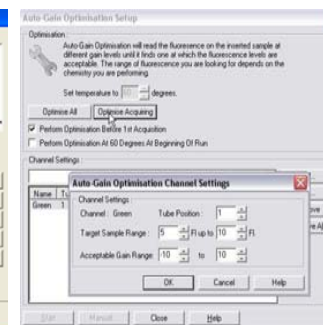 Auto-Gain Optimisation Setup
Optimisation:
Auto-Gain Optimisation will read the fluorescence on the inserted sample at
different gain levels until it finds one at which the fluorescence levels are
acceptable. The range of fluorescence you are looking for depends on the
chemistry you are performing.
Set temperature to 60 degrees.
Optimise All Optimise Acquiring
Perform Optimisation Before 1st Acquisition
Perform Optimisation At 60 Degrees At Beginning Of Run
Channel Settings:
Name
Green 1
Auto-Gain Optimisation Channel Settings
Channel Settings:
Channel : Green Tube Position : 1
Target Sample Range : 5 Fl up to 10 Fl.
Acceptable Gain Range: -10 to 10
OK Cancel Help
Start Manual Close Help